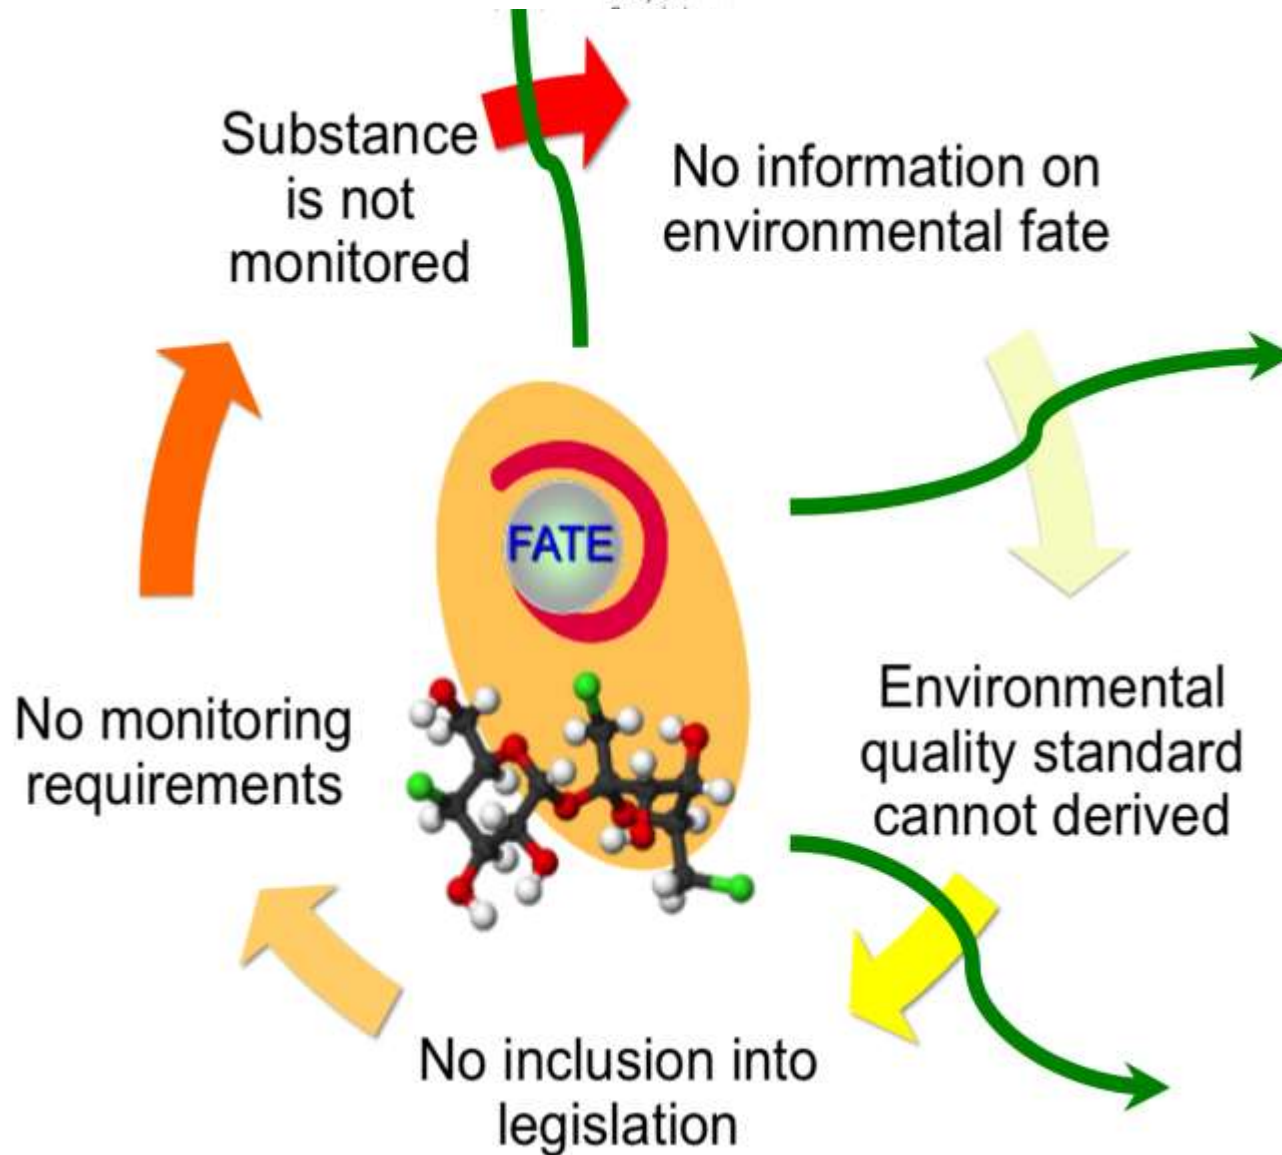 Substance
is not
monitored
No information on
environmental fate
FATE
Environmental
quality standard
cannot derived
No monitoring
requirements
No inclusion into
legislation